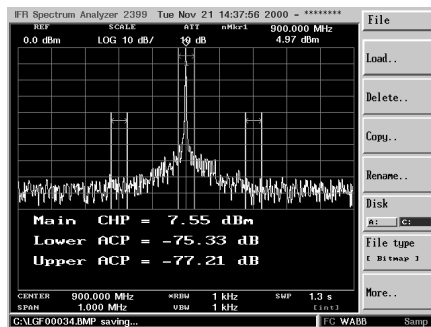 IFR Spectrum Analyzer 2399 Tue Nov 21 14:37:56 2000 - ********
REF SCALE ATT nMkr1 900.000 MHz
0.0 dBm LOG 10 dB/ 10 dB 4.97 dBm
Main CHP = 7.55 dBm
Lower ACP = -75.33 dB
Upper ACP = -77.21 dB
CENTER 900.000 MHz *RBW 1 kHz SWP 1.3 s
SPAN 1.000 MHz VBW 1 kHz [int]
C:\LGF00034.BMP saving... FC WABB Samp
File
Load..
Delete..
Copy..
Rename..
Disk
A: C:
File type
[ Bitmap ]
More..